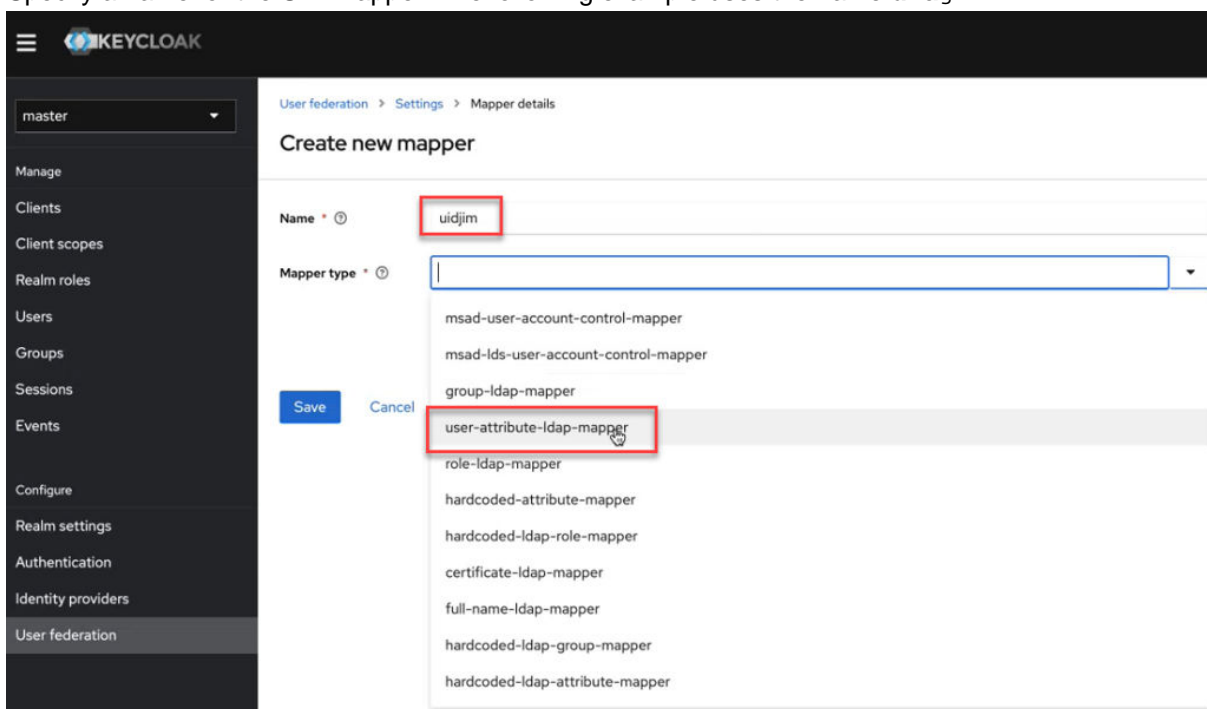 KEYCLOAK
master
Manage
Clients
Client scopes
Realm roles
Users
Groups
Sessions
Events
Configure
Realm settings
Authentication
Identity providers
User federation
User federation > Settings > Mapper details
Create new mapper
Name *
uidjim
Mapper type *
msad-user-account-control-mapper
msad-lds-user-account-control-mapper
group-ldap-mapper
user-attribute-ldap-mapper
role-ldap-mapper
hardcoded-attribute-mapper
hardcoded-ldap-role-mapper
certificate-ldap-mapper
full-name-ldap-mapper
hardcoded-ldap-group-mapper
hardcoded-ldap-attribute-mapper
Save Cancel